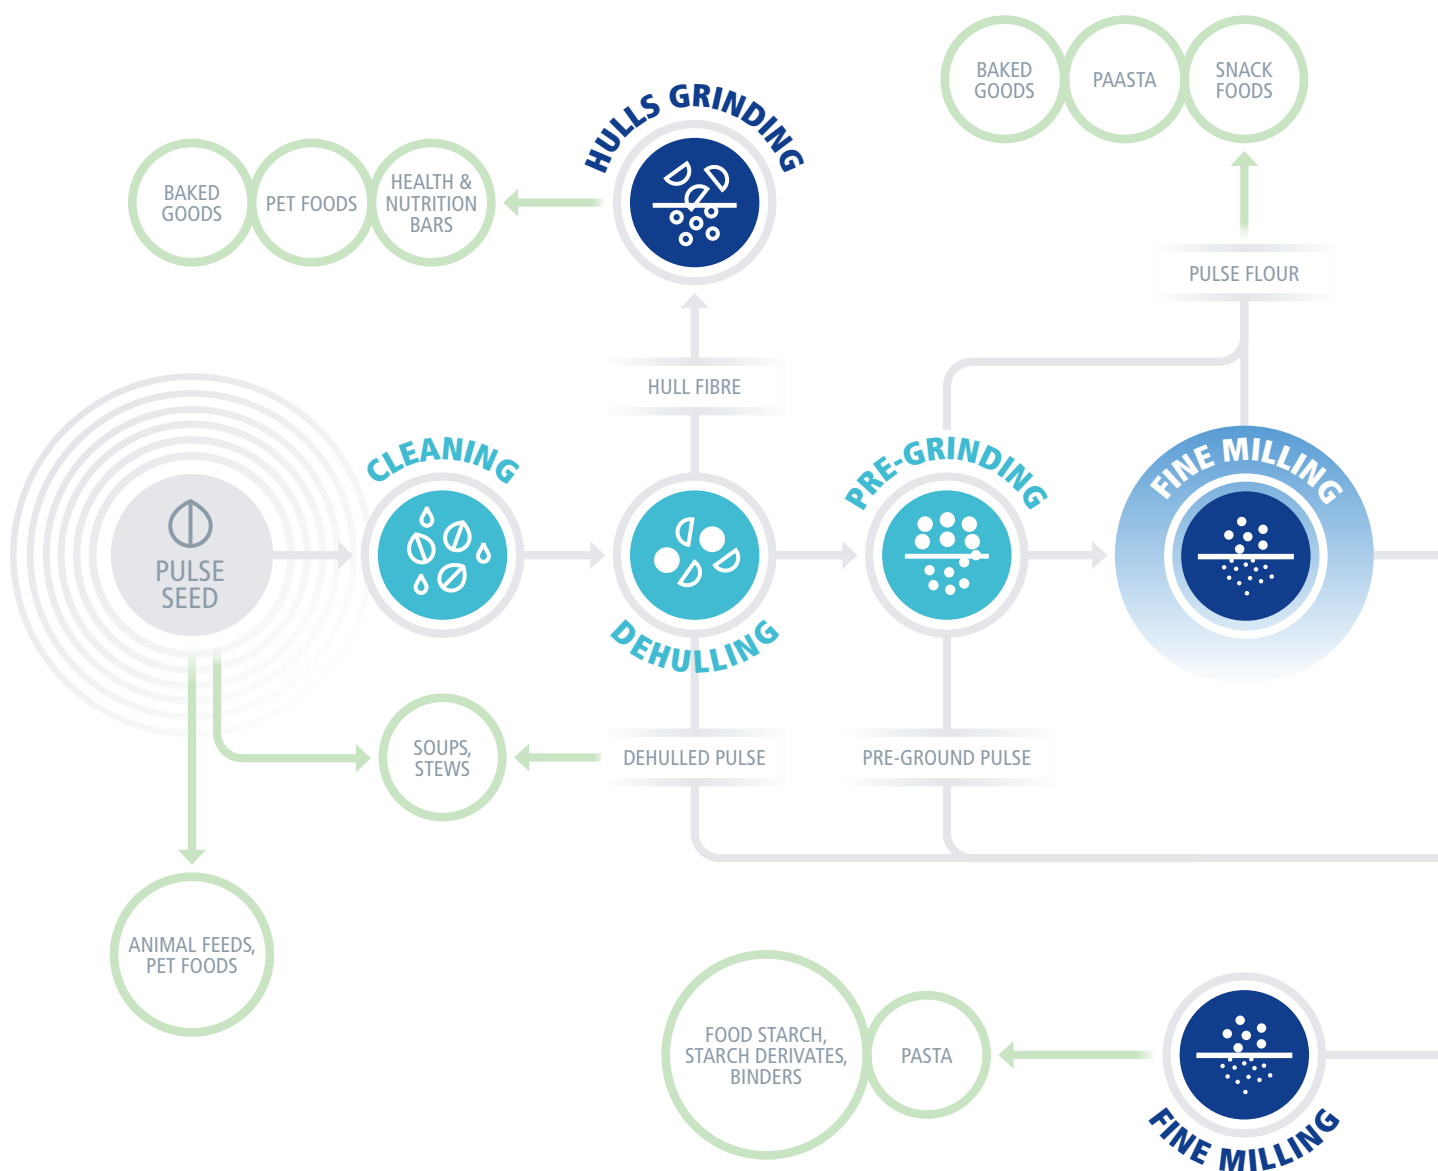 BAKED
GOODS
PAASTA
SNACK
FOODS
HULLS GRINDING
BAKED
GOODS
PET FOODS
HEALTH &
NUTRITION
BARS
PULSE FLOUR
HULL FIBRE
CLEANING
PRE-GRINDING
FINE MILLING
PULSE
SEED
DEHULLING
SOUPS,
STEWS
DEHULLED PULSE
PRE-GROUND PULSE
ANIMAL FEEDS,
PET FOODS
FOOD STARCH,
STARCH DERIVATES,
BINDERS
PASTA
FINE MILLING